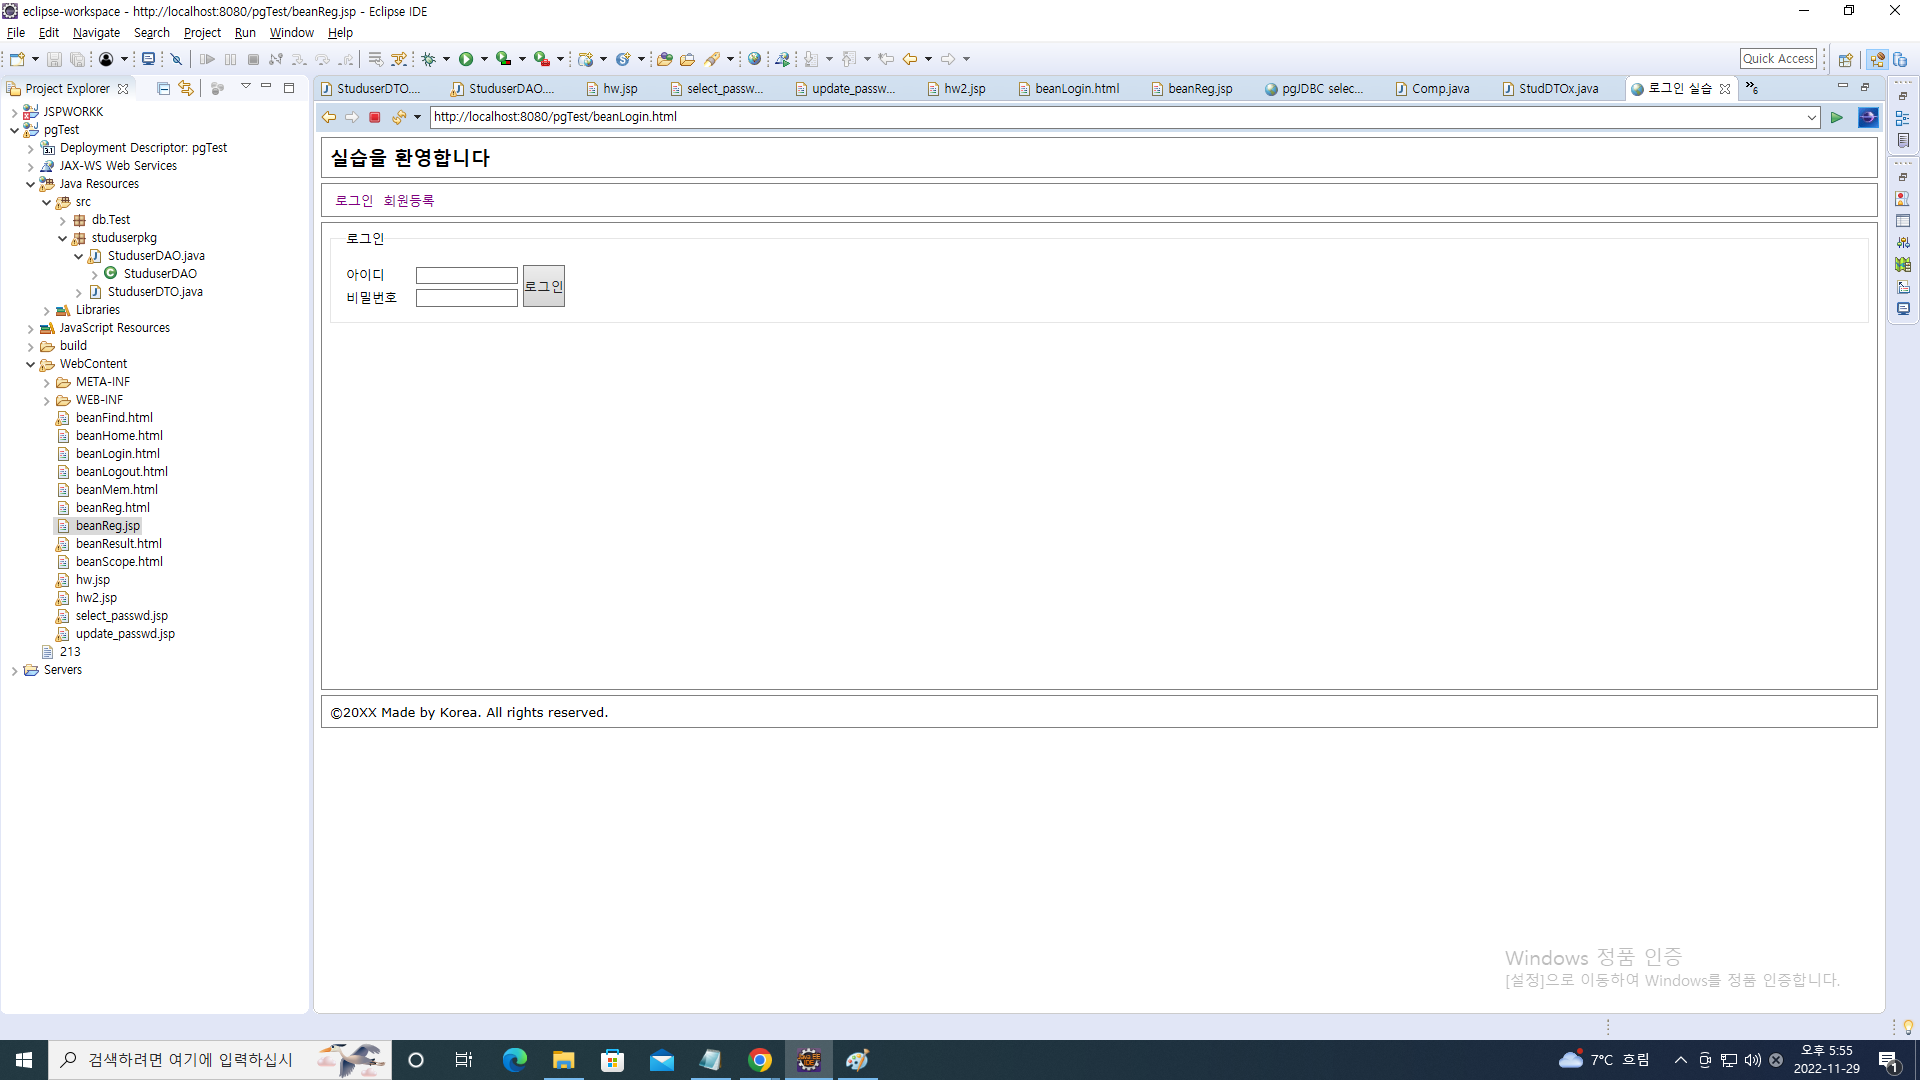 eclipse-workspace - http://localhost:8080/pgTest/beanReg.jsp - Eclipse IDE
File Edit Navigate Search Project Run Window Help
Quick Access
Project Explorer
StuduserDTO.... StuduserDAO.... hw.jsp select_passw... update_passw... hw2.jsp beanLogin.html beanReg.jsp pgJDBC selec... Comp.java StudDTOx.java 로그인 실습 »6
http://localhost:8080/pgTest/beanLogin.html
JSPWORKK
pgTest
Deployment Descriptor: pgTest
JAX-WS Web Services
Java Resources
src
db.Test
studuserpkg
StuduserDAO.java
StuduserDAO
StuduserDTO.java
Libraries
JavaScript Resources
build
WebContent
META-INF
WEB-INF
beanFind.html
beanHome.html
beanLogin.html
beanLogout.html
beanMem.html
beanReg.html
beanReg.jsp
beanResult.html
beanScope.html
hw.jsp
hw2.jsp
select_passwd.jsp
update_passwd.jsp
213
Servers
실습을 환영합니다
로그인 회원등록
로그인
아이디
비밀번호
로그인
©20XX Made by Korea. All rights reserved.
Windows 정품 인증
[설정]으로 이동하여 Windows를 정품 인증합니다.
검색하려면 여기에 입력하십시
7°C 흐림
오후 5:55
2022-11-29
1